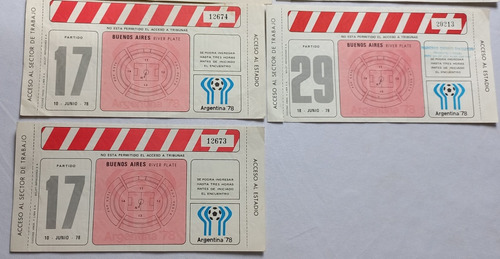 12674
NO ESTA PERMITIDO EL ACCESO A TRIBUNAS
ACCESO AL SECTOR DE TRABAJO
PARTIDO
17
10 - JUNIO - 78
BUENOS AIRES RIVER PLATE
SE PODRA INGRESAR
HASTA TRES HORAS
ANTES DE INICIADO
EL ENCUENTRO
Argentina '78
ACCESO AL ESTADIO
20213
NO ESTA PERMITIDO EL ACCESO A TRIBUNAS
ACCESO AL SECTOR DE TRABAJO
PARTIDO
29
18 - JUNIO - 78
BUENOS AIRES RIVER PLATE
SE PODRA INGRESAR
HASTA TRES HORAS
ANTES DE INICIADO
EL ENCUENTRO
Argentina '78
ACCESO AL ESTADIO
12673
NO ESTA PERMITIDO EL ACCESO A TRIBUNAS
ACCESO AL SECTOR DE TRABAJO
PARTIDO
17
10 - JUNIO - 78
BUENOS AIRES RIVER PLATE
SE PODRA INGRESAR
HASTA TRES HORAS
ANTES DE INICIADO
EL ENCUENTRO
Argentina '78
ACCESO AL ESTADIO